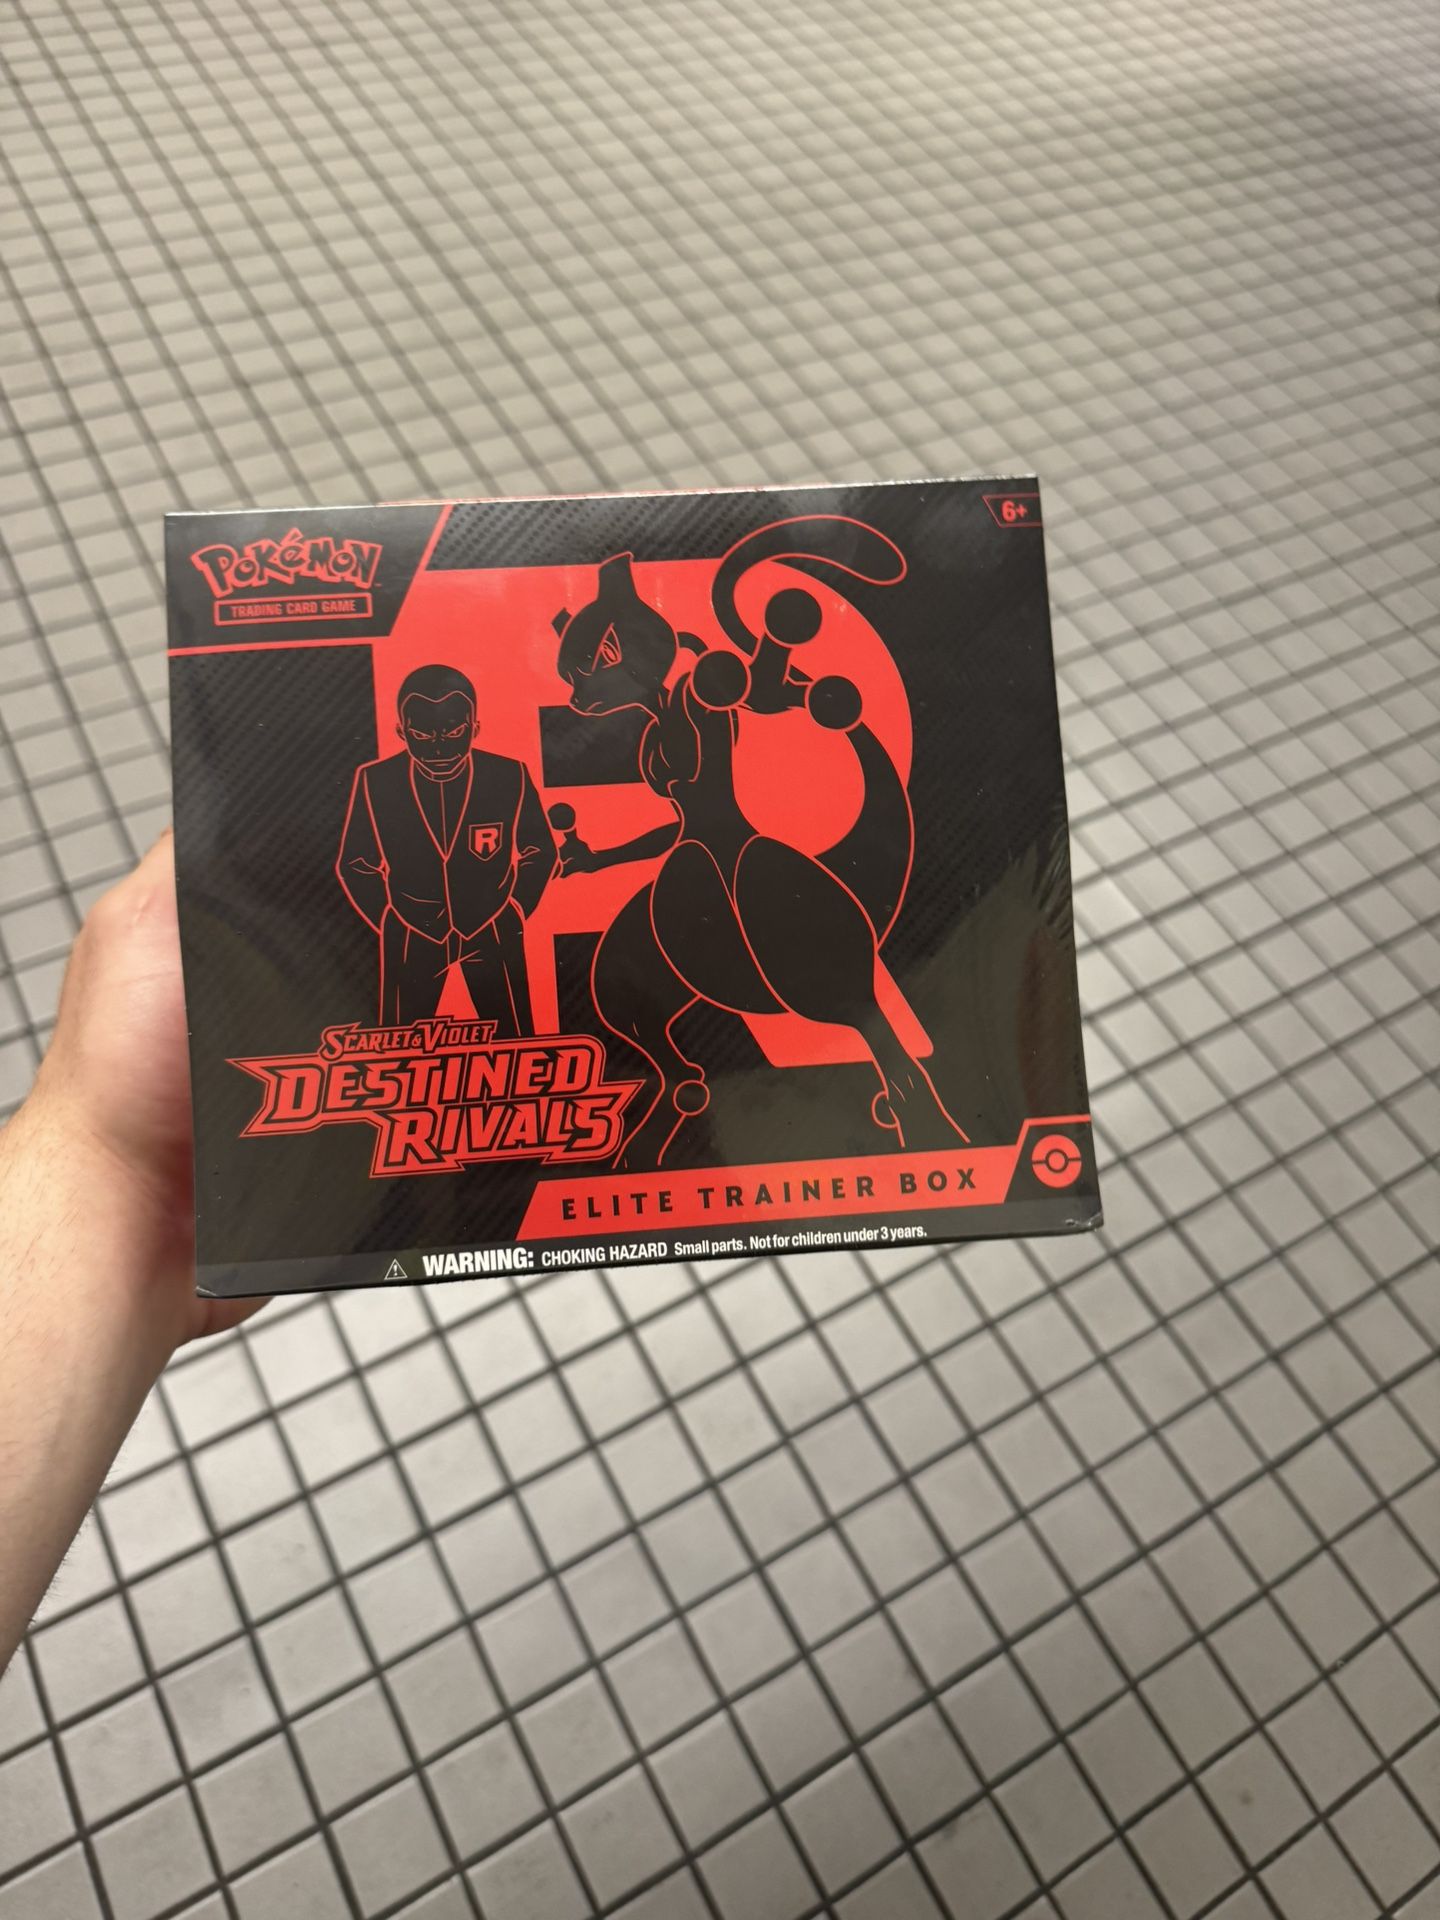 POKéMON
TRADING CARD GAME
6+
R
SCARLET & VIOLET
DESTINED
RIVALS
ELITE TRAINER BOX
WARNING: CHOKING HAZARD Small parts. Not for children under 3 years.